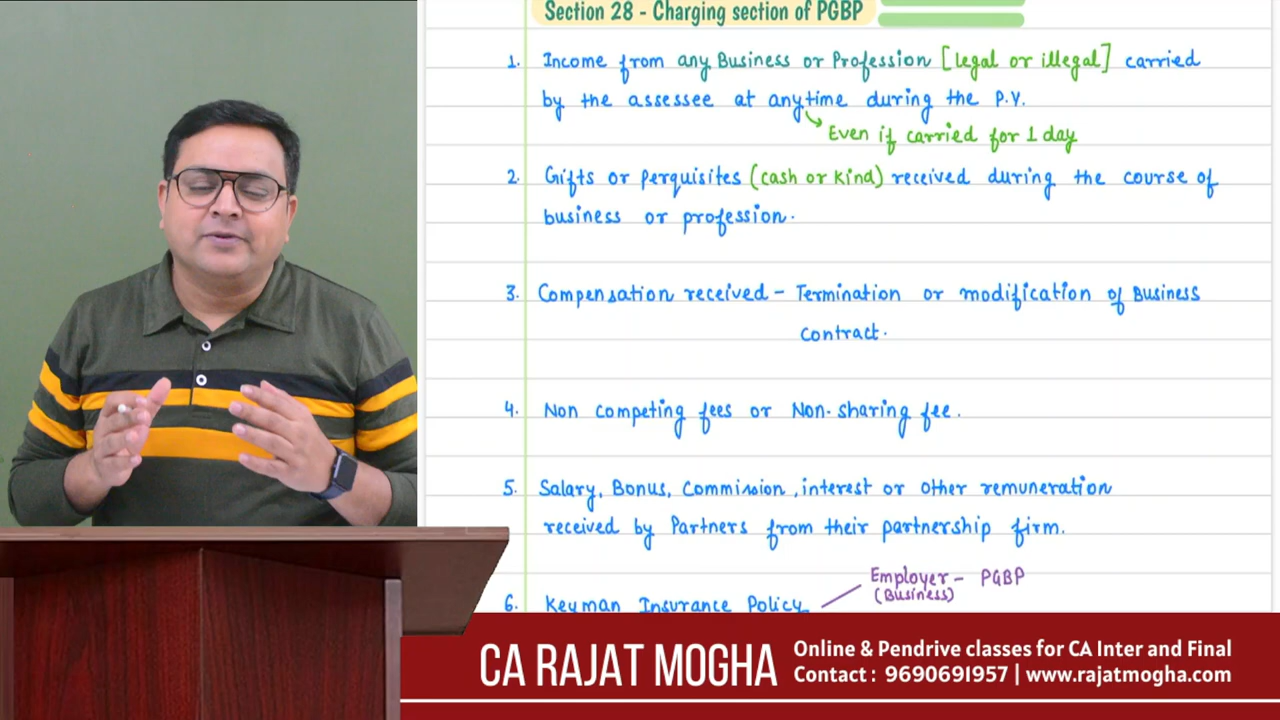 Section 28 - Charging section of PGBP
1. Income from any Business or Profession [legal or illegal] carried
by the assessee at anytime during the P.Y.
Even if carried for 1 day
2. Gifts or perquisites (cash or kind) received during the course of
business or profession.
3. Compensation received - Termination or modification of Business
contract.
4. Non competing fees or Non-sharing fee.
5. Salary, Bonus, Commission, interest or other remuneration
received by Partners from their partnership firm.
6. Keyman Insurance Policy
Employer - PGBP
(Business)
CA RAJAT MOGHA
Online & Pendrive classes for CA Inter and Final
Contact : 9690691957 | www.rajatmogha.com